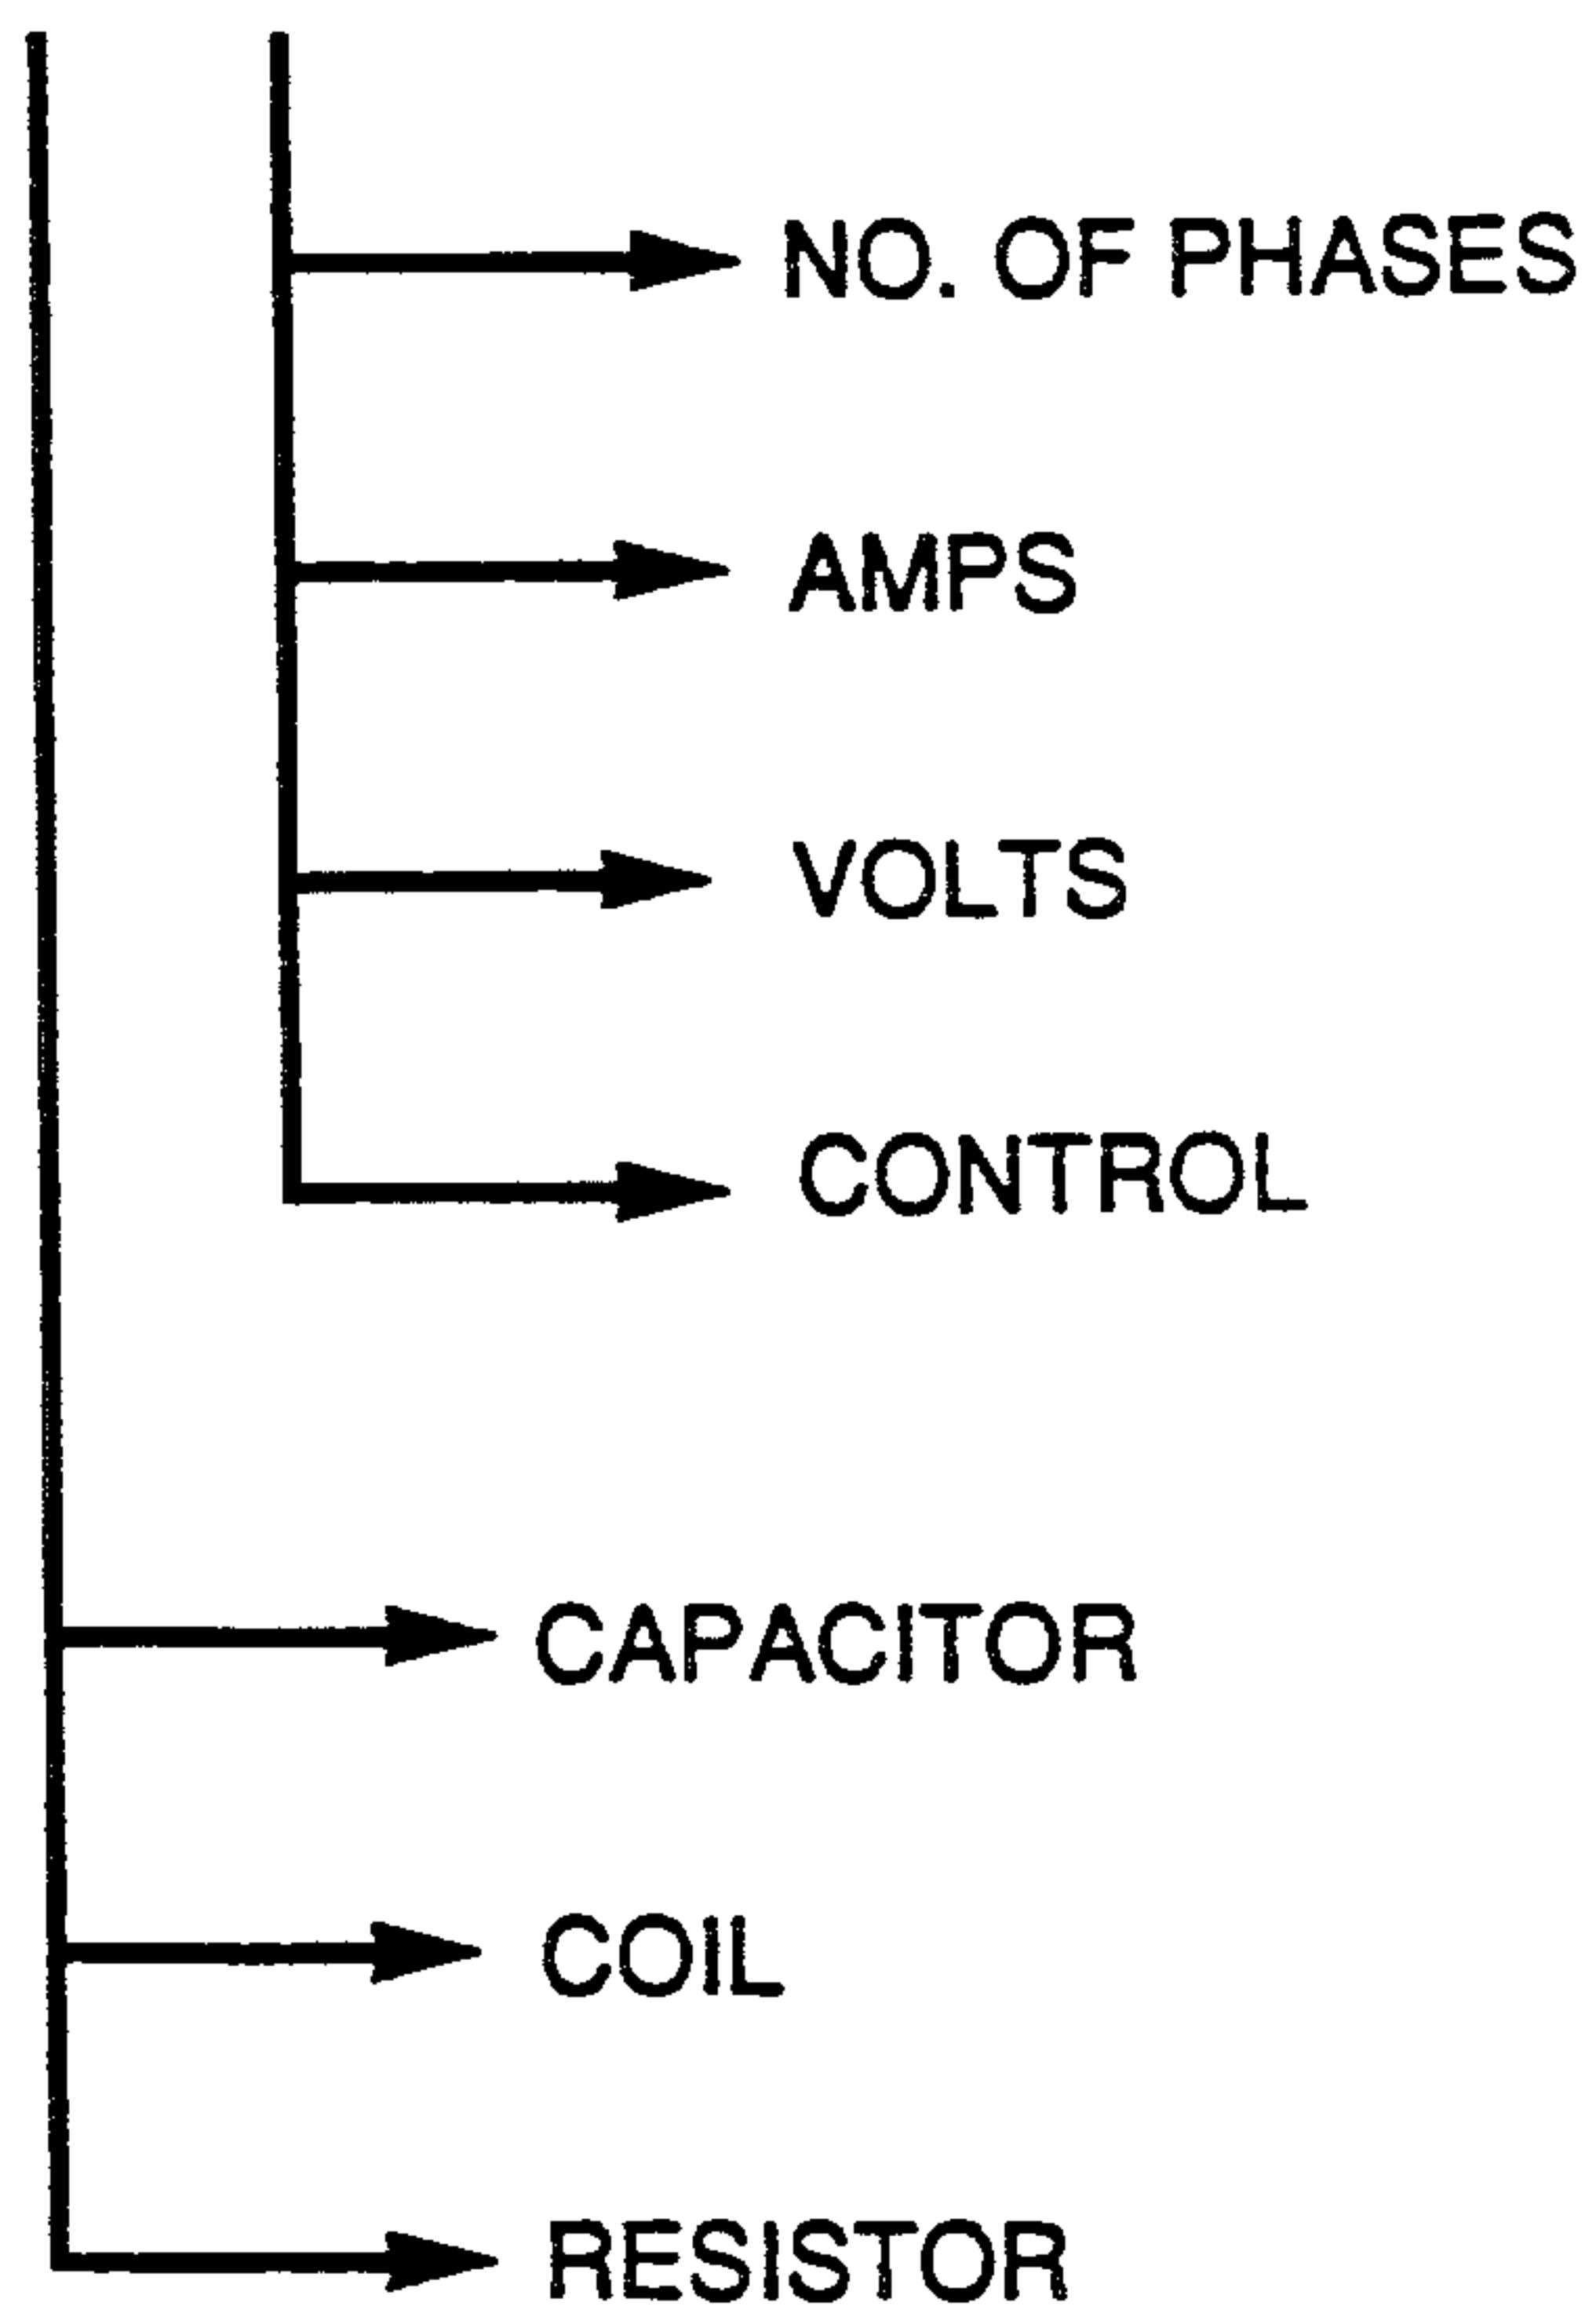 NO. OF PHASES
AMPS
VOLTS
CONTROL
CAPACITOR
COIL
RESISTOR